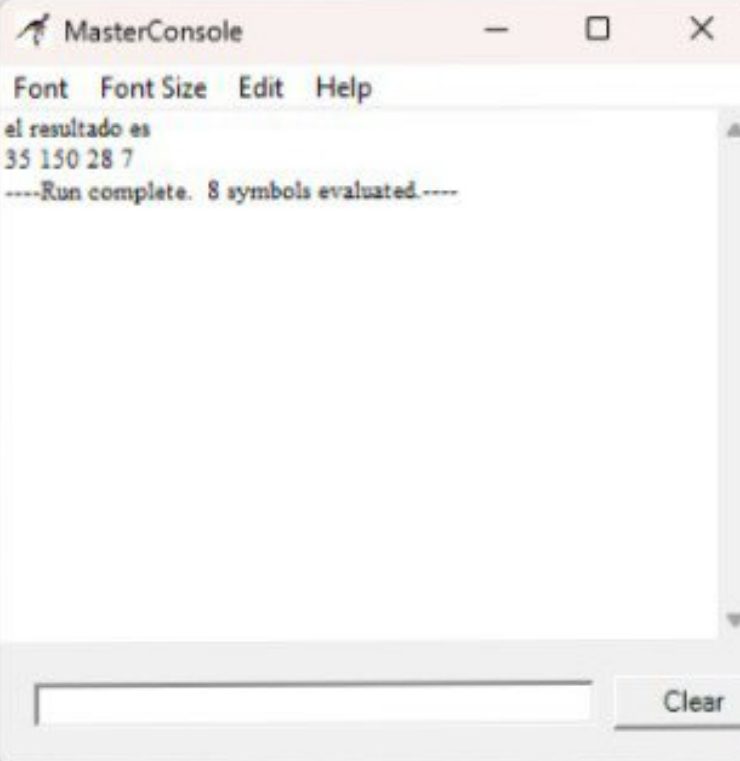 MasterConsole
Font Font Size Edit Help
el resultado es
35 150 28 7
----Run complete.  8 symbols evaluated.----
Clear